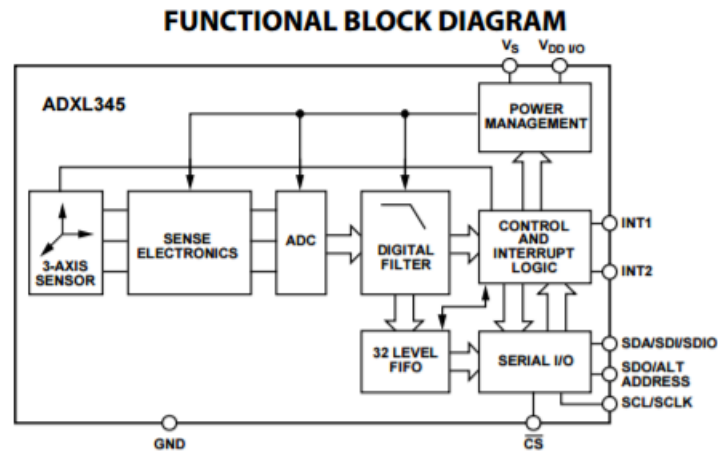 FUNCTIONAL BLOCK DIAGRAM
VS
VDD I/O
ADXL345
POWER
MANAGEMENT
3-AXIS
SENSOR
SENSE
ELECTRONICS
ADC
DIGITAL
FILTER
CONTROL
AND
INTERRUPT
LOGIC
INT1
INT2
32 LEVEL
FIFO
SERIAL I/O
SDA/SDI/SDIO
SDO/ALT
ADDRESS
SCL/SCLK
GND
CS